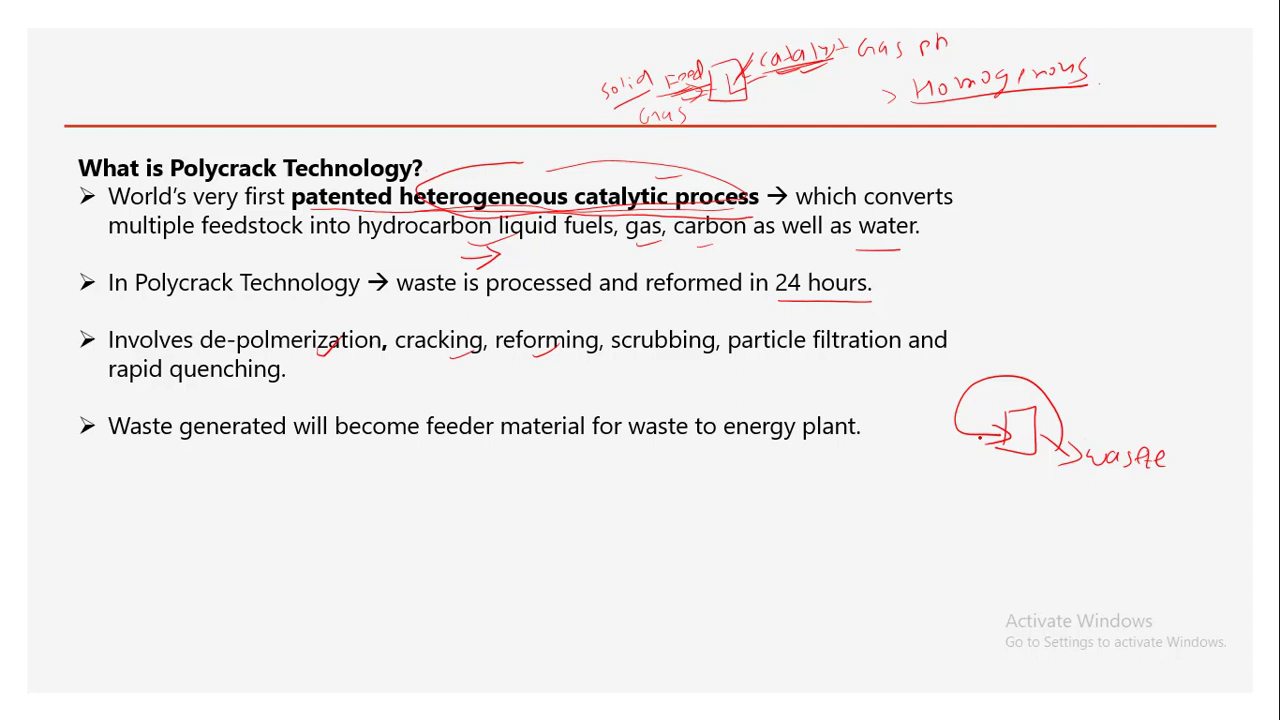 Solid Feed Catalyst Gas ph
Gas
Homogenous
What is Polycrack Technology?
➢ World's very first patented heterogeneous catalytic process → which converts
multiple feedstock into hydrocarbon liquid fuels, gas, carbon as well as water.
➢ In Polycrack Technology → waste is processed and reformed in 24 hours.
➢ Involves de-polmerization, cracking, reforming, scrubbing, particle filtration and
rapid quenching.
➢ Waste generated will become feeder material for waste to energy plant.
waste
Activate Windows
Go to Settings to activate Windows.